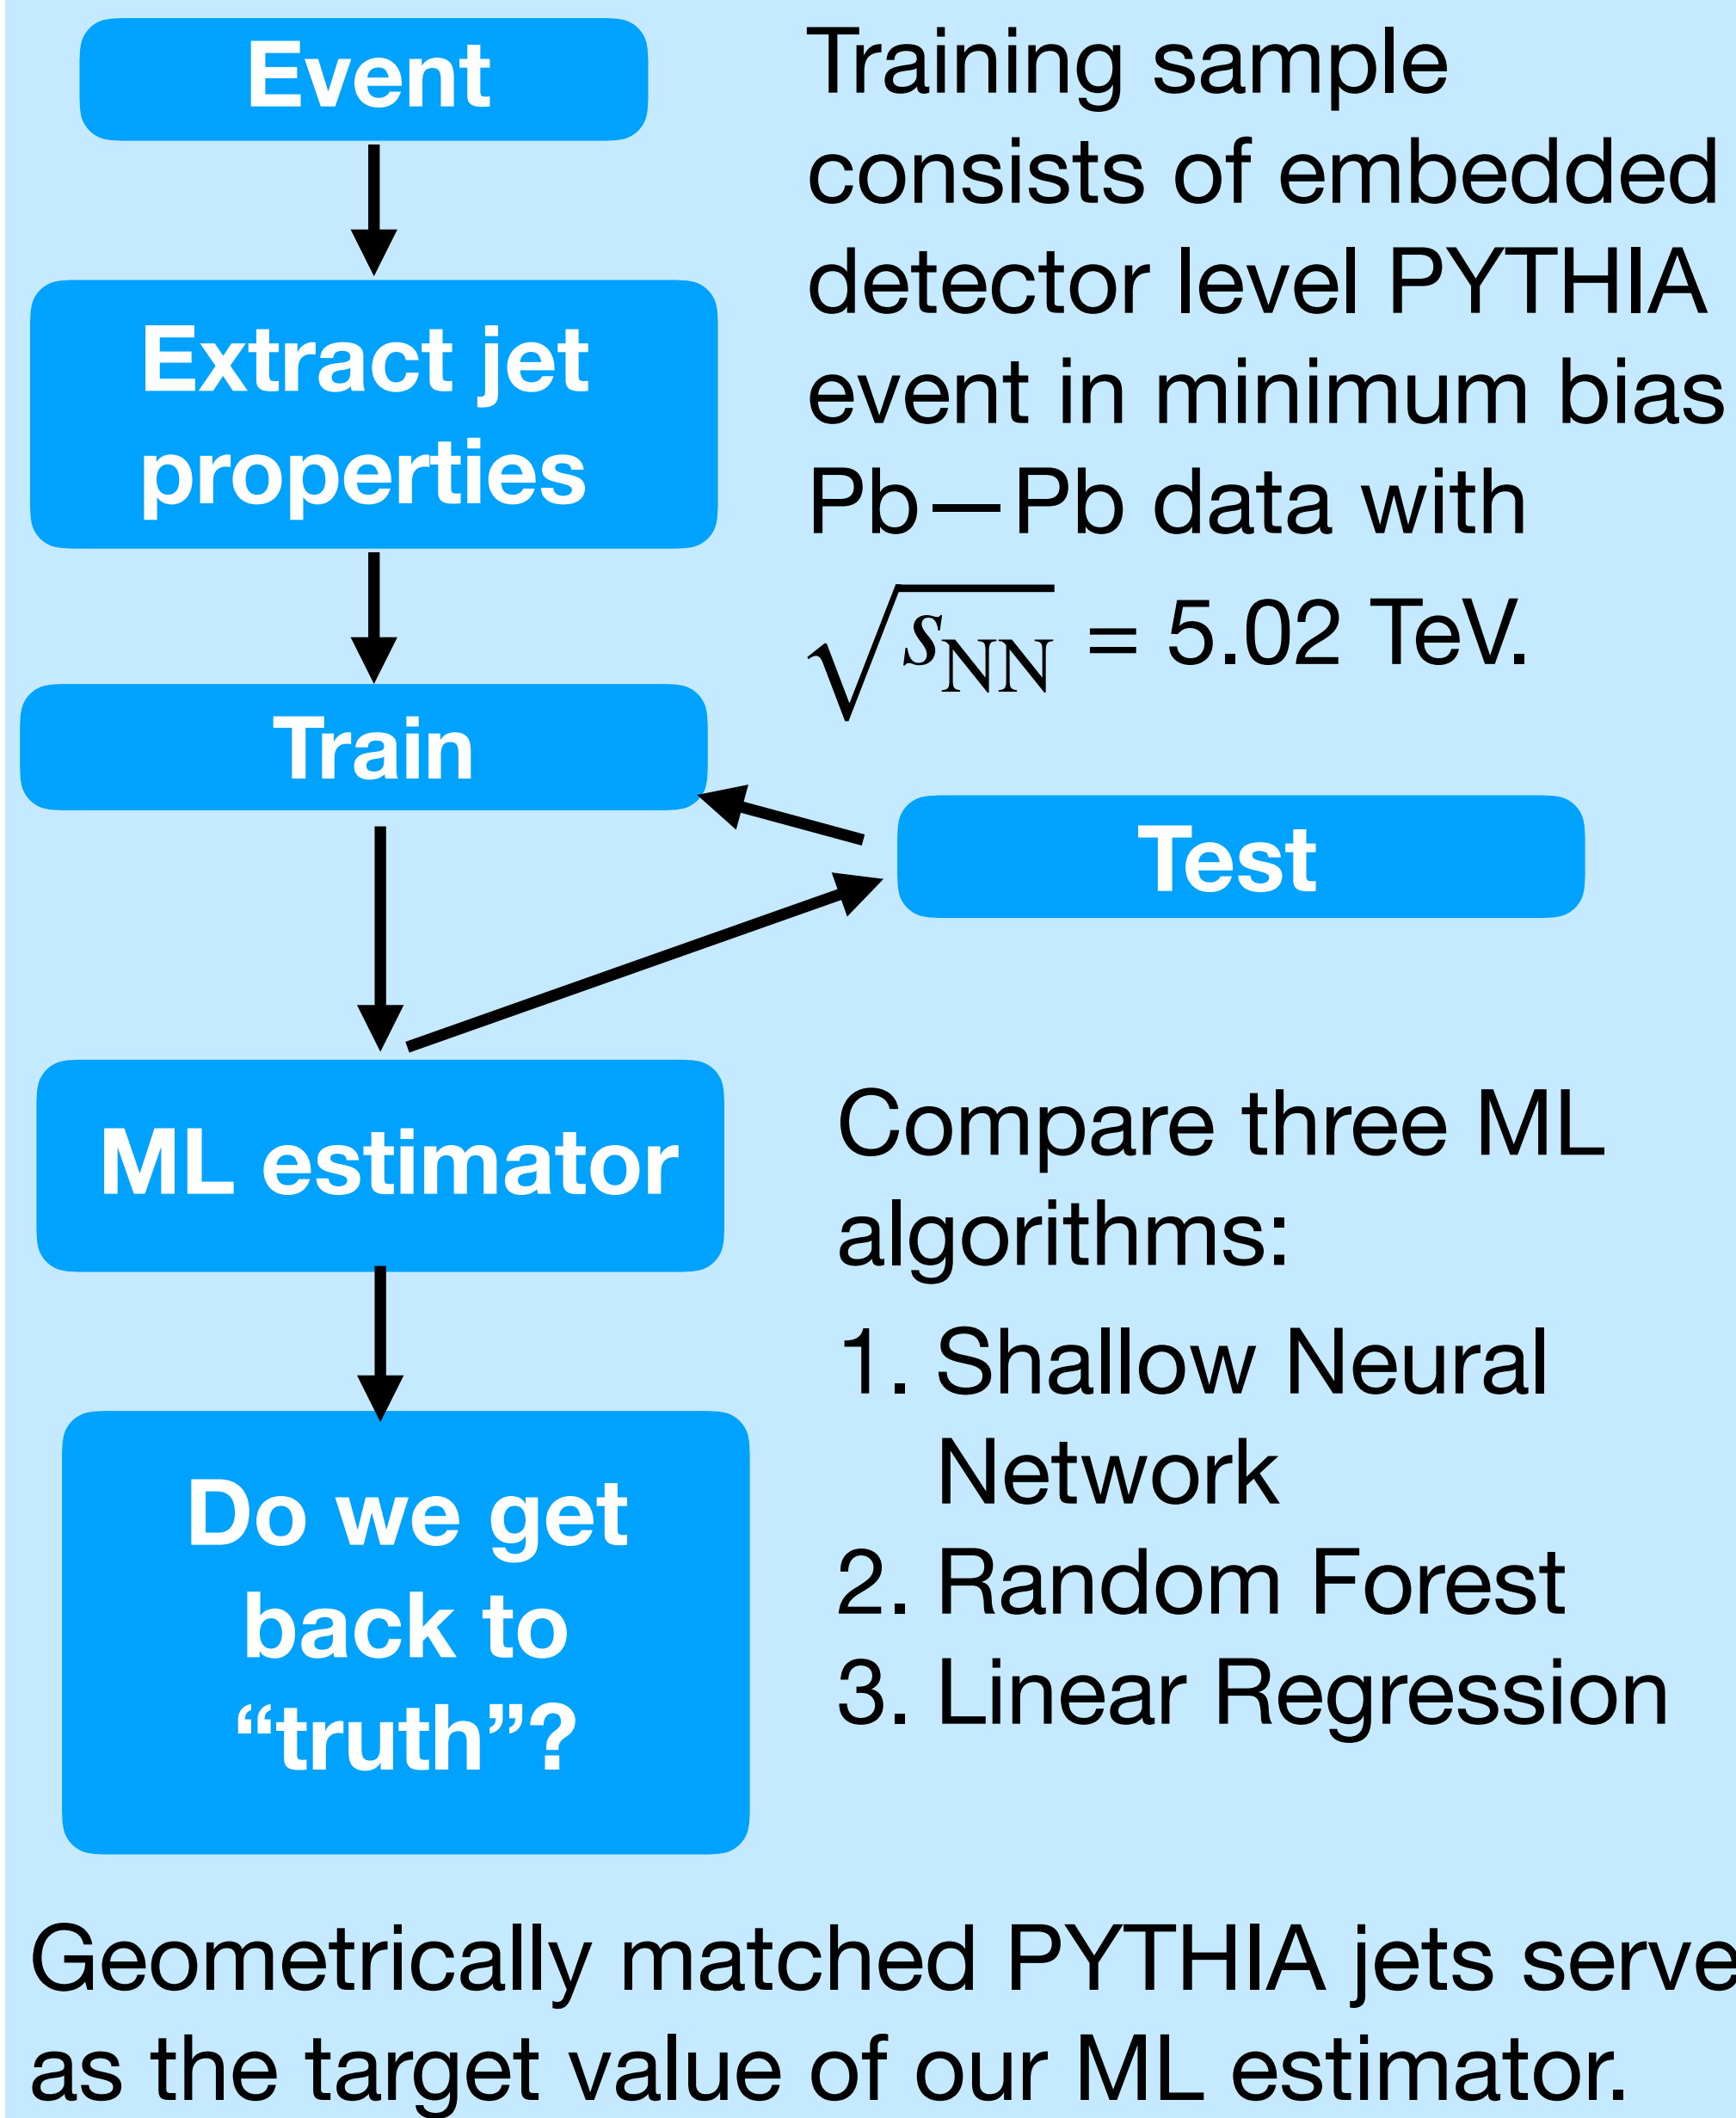 Event
Training sample
consists of embedded
detector level PYTHIA
event in minimum bias
Pb—Pb data with
√sNN = 5.02 TeV.
Extract jet
properties
Train
Test
ML estimator
Compare three ML
algorithms:
1. Shallow Neural
Network
2. Random Forest
3. Linear Regression
Do we get
back to
“truth”?
Geometrically matched PYTHIA jets serve
as the target value of our ML estimator.